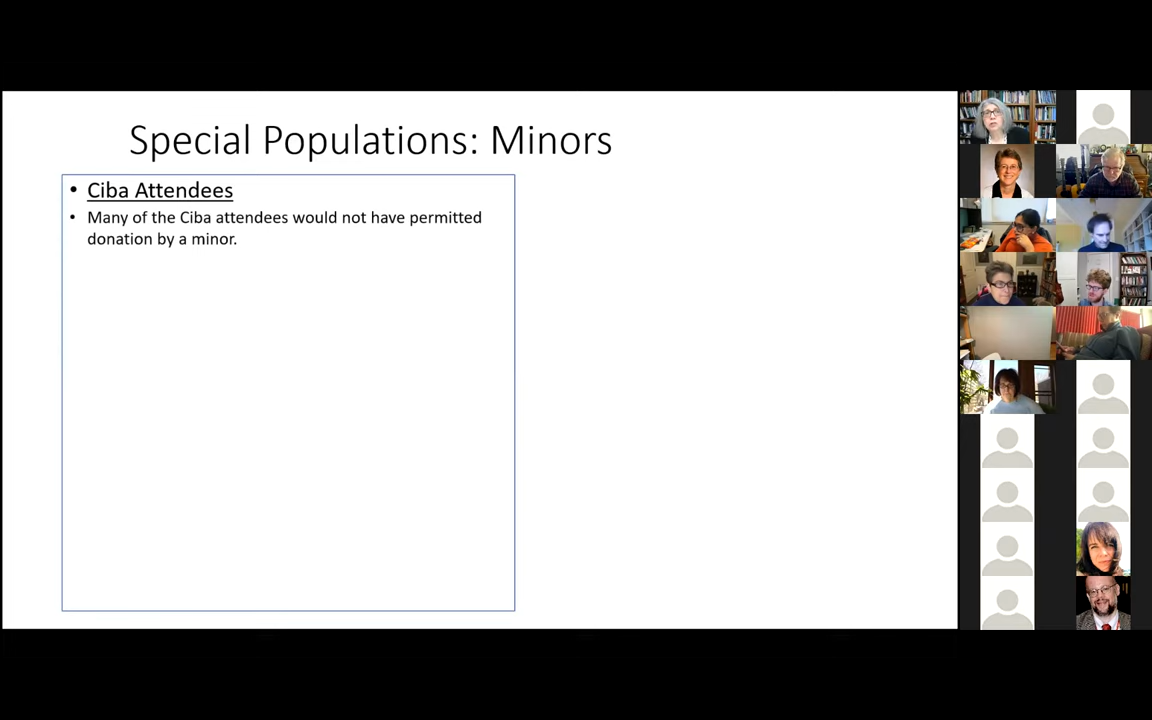 Special Populations: Minors
• Ciba Attendees
• Many of the Ciba attendees would not have permitted
donation by a minor.